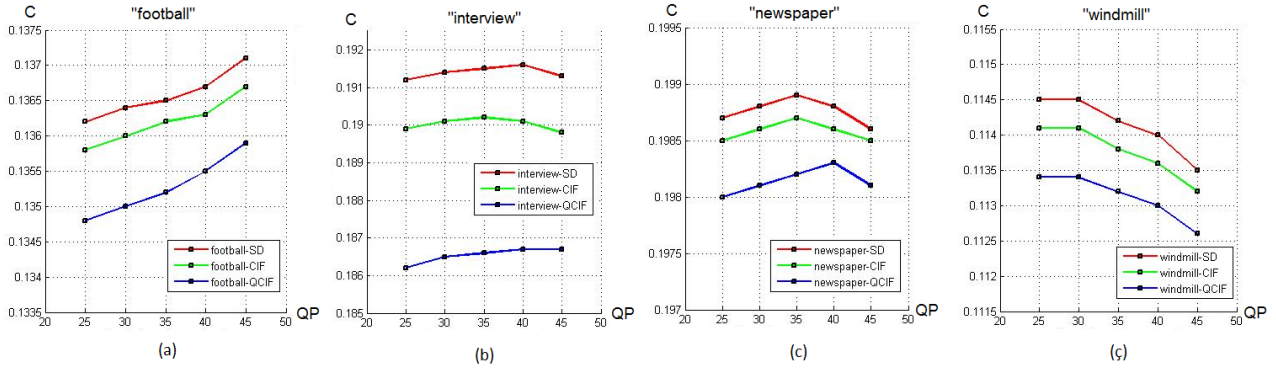 C "football"
0.1375
0.137
0.1365
0.136
0.1355
0.135
0.1345
0.134
0.1335
football-SD
football-CIF
football-QCIF
20 25 30 35 40 45 50 QP
(a)
C "interview"
0.192
0.191
0.19
0.189
0.188
0.187
0.186
0.185
interview-SD
interview-CIF
interview-QCIF
20 25 30 35 40 45 50 QP
(b)
C "newspaper"
0.1995
0.199
0.1985
0.198
0.1975
0.197
newspaper-SD
newspaper-CIF
newspaper-QCIF
20 25 30 35 40 45 50 QP
(c)
C "windmill"
0.1155
0.115
0.1145
0.114
0.1135
0.113
0.1125
0.112
0.1115
windmill-SD
windmill-CIF
windmill-QCIF
20 25 30 35 40 45 50 QP
(ç)